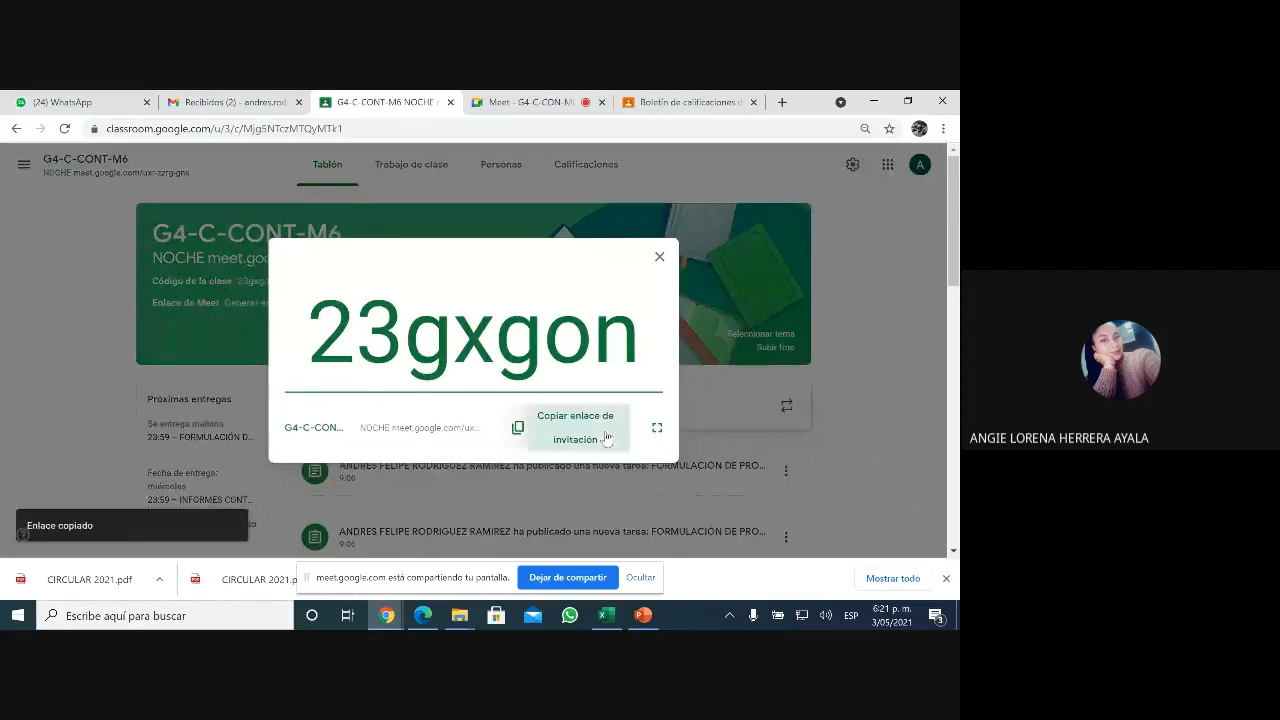 (24) WhatsApp
Recibidos (2) - andres.rod
G4-C-CONT-M6 NOCHE
Meet - G4-C-CON-M
Boletín de calificaciones d
classroom.google.com/u/3/c/Mjg5NTczMTQyMTk1
G4-C-CONT-M6
NOCHE meet.google.com/uxr-zzrg-gne
Tablón
Trabajo de clase
Personas
Calificaciones
A
G4-C-CONT-M6
NOCHE meet.goo
Código de la clase 23gxg
Enlace de Meet Generar e
Seleccionar tema
Subir foto
23gxgon
G4-C-CON...
NOCHE meet.google.com/ux...
Copiar enlace de
invitación
Próximas entregas
Se entrega mañana
23:59 – FORMULACIÓN D...
Fecha de entrega:
miércoles
23:59 – INFORMES CONT...
ANDRES FELIPE RODRIGUEZ RAMIREZ ha publicado una nueva tarea: FORMULACIÓN DE PRO...
9:06
ANDRES FELIPE RODRIGUEZ RAMIREZ ha publicado una nueva tarea: FORMULACIÓN DE PRO...
9:06
Enlace copiado
CIRCULAR 2021.pdf
CIRCULAR 2021.p
meet.google.com está compartiendo tu pantalla.
Dejar de compartir
Ocultar
Mostrar todo
Escribe aquí para buscar
ESP
6:21 p. m.
3/05/2021
3
ANGIE LORENA HERRERA AYALA